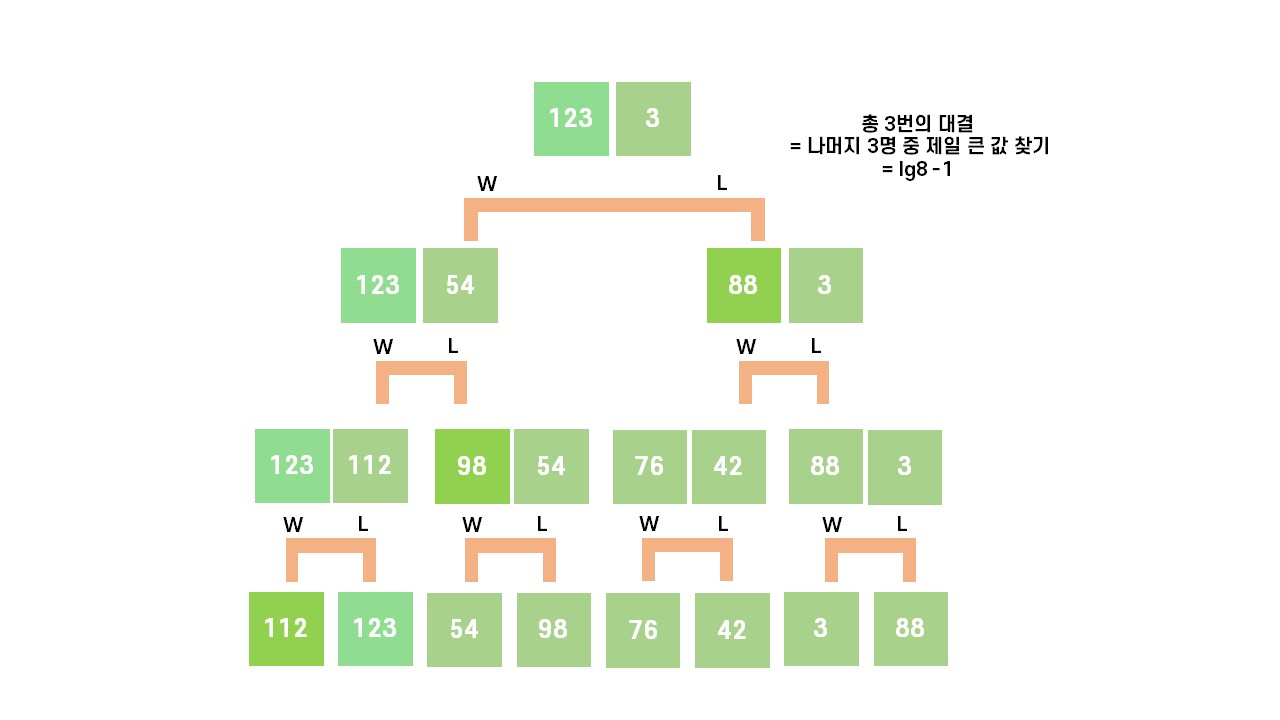 123 3
총 3번의 대결
= 나머지 3명 중 제일 큰 값 찾기
= lg8 - 1
W L
123 54 88 3
W L W L
123 112 98 54 76 42 88 3
W L W L W L W L
112 123 54 98 76 42 3 88